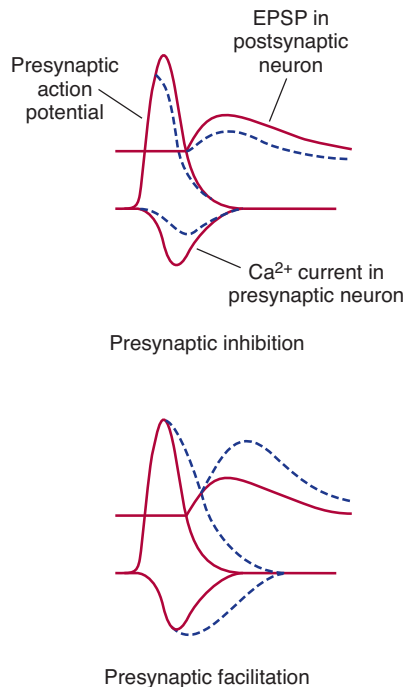 EPSP in
postsynaptic
neuron
Presynaptic
action
potential
Ca2+ current in
presynaptic neuron
Presynaptic inhibition
Presynaptic facilitation